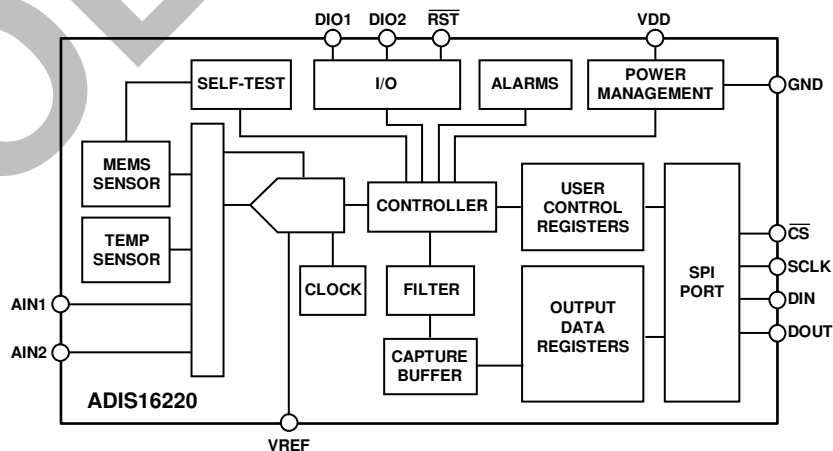 DIO1 DIO2 RST VDD
SELF-TEST I/O ALARMS POWER
MANAGEMENT
GND
MEMS
SENSOR
CONTROLLER
USER
CONTROL
REGISTERS
TEMP
SENSOR
CS
SCLK
SPI
PORT
CLOCK FILTER
DIN
AIN1
OUTPUT
DATA
REGISTERS
DOUT
AIN2
CAPTURE
BUFFER
ADIS16220
VREF